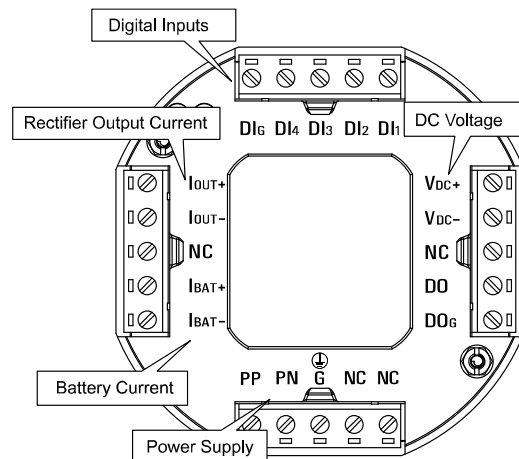 Digital Inputs
Rectifier Output Current
DIG DI4 DI3 DI2 DI1
DC Voltage
IOUT+
IOUT−
NC
IBAT+
IBAT−
VDC+
VDC−
NC
DO
DOG
Battery Current
PP PN G NC NC
Power Supply